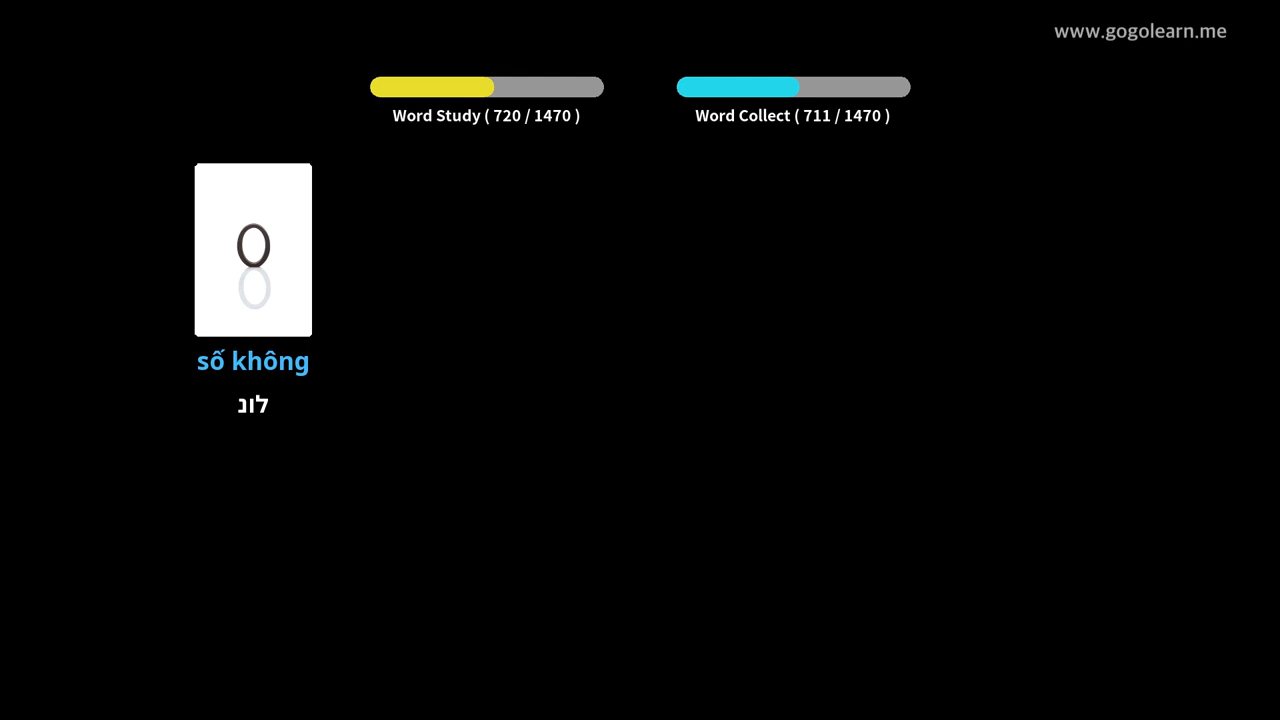 www.gogolearn.me
Word Study ( 720 / 1470 )
Word Collect ( 711 / 1470 )
0
số không
לונ